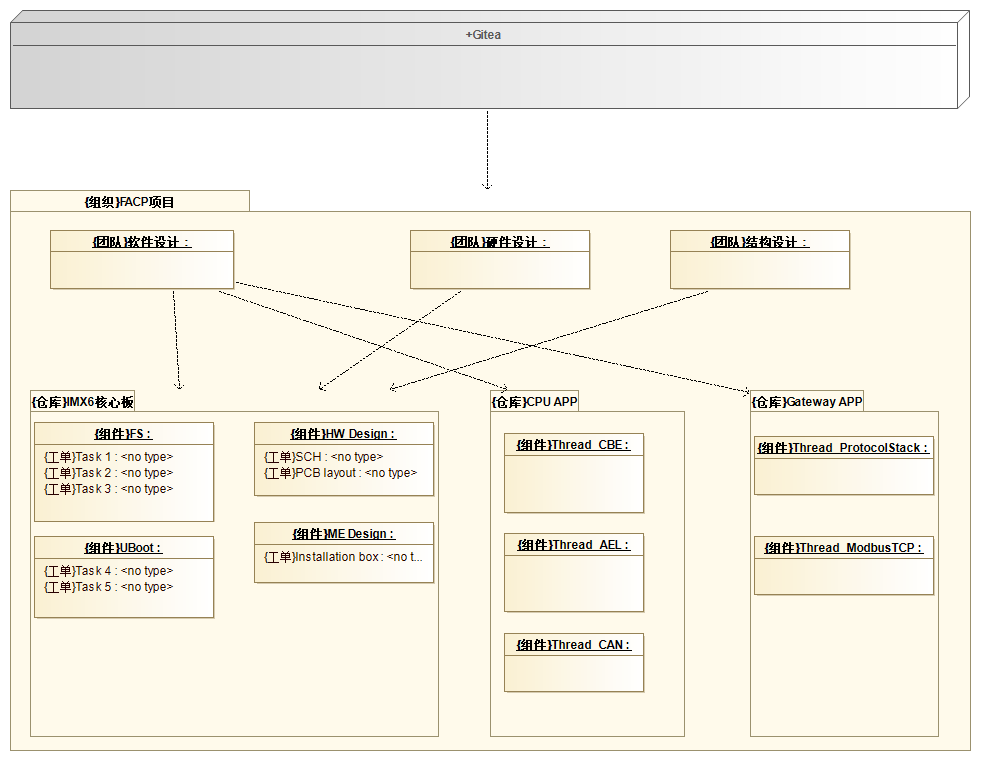 +Gitea
{组织}FACP项目
{团队}软件设计 :
{团队}硬件设计 :
{团队}结构设计 :
{仓库}IMX6核心板
{组件}FS :
{工单}Task 1 : <no type>
{工单}Task 2 : <no type>
{工单}Task 3 : <no type>
{组件}UBoot :
{工单}Task 4 : <no type>
{工单}Task 5 : <no type>
{组件}HW Design :
{工单}SCH : <no type>
{工单}PCB layout : <no type>
{组件}ME Design :
{工单}Installation box : <no t...
{仓库}CPU APP
{组件}Thread_CBE :
{组件}Thread_AEL :
{组件}Thread_CAN :
{仓库}Gateway APP
{组件}Thread_ProtocolStack :
{组件}Thread_ModbusTCP :